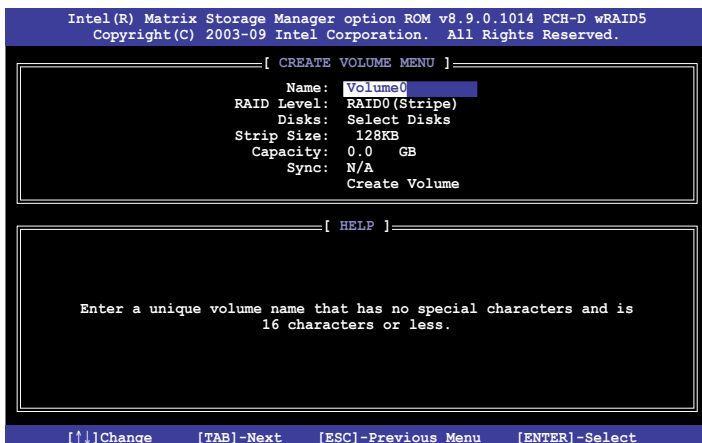 Intel(R) Matrix Storage Manager option ROM v8.9.0.1014 PCH-D wRAID5
Copyright(C) 2003-09 Intel Corporation. All Rights Reserved.
[ CREATE VOLUME MENU ]
Name: Volume0
RAID Level: RAID0(Stripe)
Disks: Select Disks
Strip Size: 128KB
Capacity: 0.0 GB
Sync: N/A
Create Volume
[ HELP ]
Enter a unique volume name that has no special characters and is
16 characters or less.
[↑↓]Change [TAB]-Next [ESC]-Previous Menu [ENTER]-Select